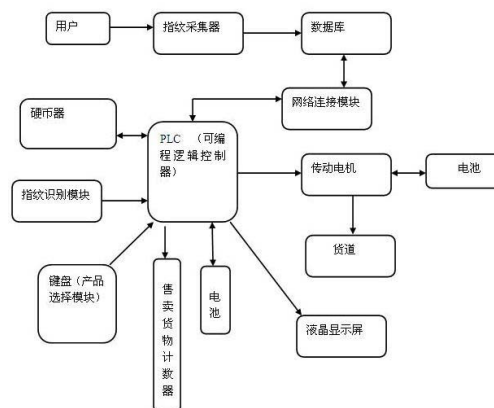 用户
指纹采集器
数据库
硬币器
网络连接模块
PLC （可编
程逻辑控制
器）
传动电机
电池
指纹识别模块
货道
键盘（产品
选择模块）
售
卖
货
物
计
数
器
电
池
液晶显示屏